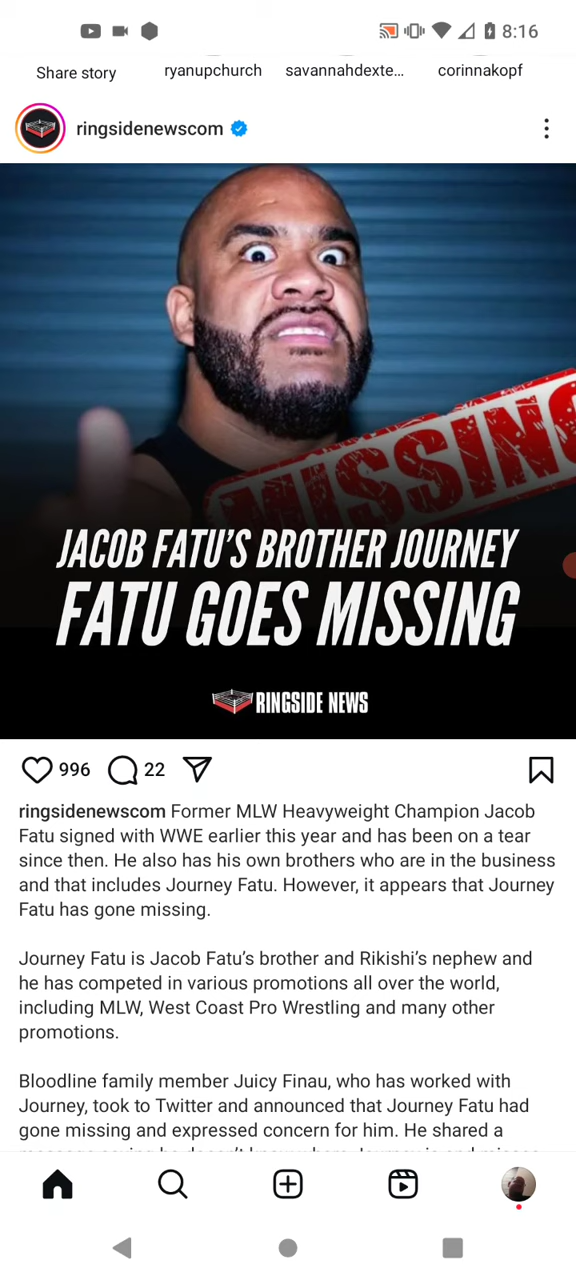 8:16
Share story
ryanupchurch
savannahdexte...
corinnakopf
ringsidenewscom
MISSING
JACOB FATU'S BROTHER JOURNEY
FATU GOES MISSING
RINGSIDE NEWS
996
22
ringsidenewscom Former MLW Heavyweight Champion Jacob
Fatu signed with WWE earlier this year and has been on a tear
since then. He also has his own brothers who are in the business
and that includes Journey Fatu. However, it appears that Journey
Fatu has gone missing.
Journey Fatu is Jacob Fatu's brother and Rikishi's nephew and
he has competed in various promotions all over the world,
including MLW, West Coast Pro Wrestling and many other
promotions.
Bloodline family member Juicy Finau, who has worked with
Journey, took to Twitter and announced that Journey Fatu had
gone missing and expressed concern for him. He shared a